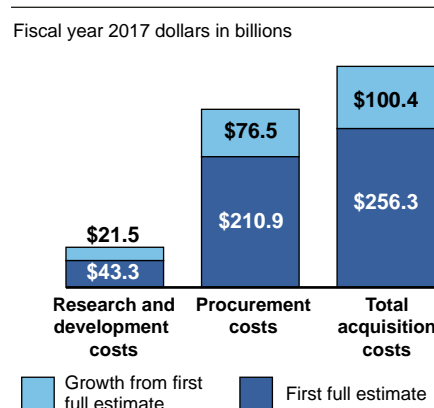 Fiscal year 2017 dollars in billions
$100.4
$76.5
$256.3
$210.9
$21.5
$43.3
Research and
development
costs
Procurement
costs
Total
acquisition
costs
Growth from first
full estimate
First full estimate